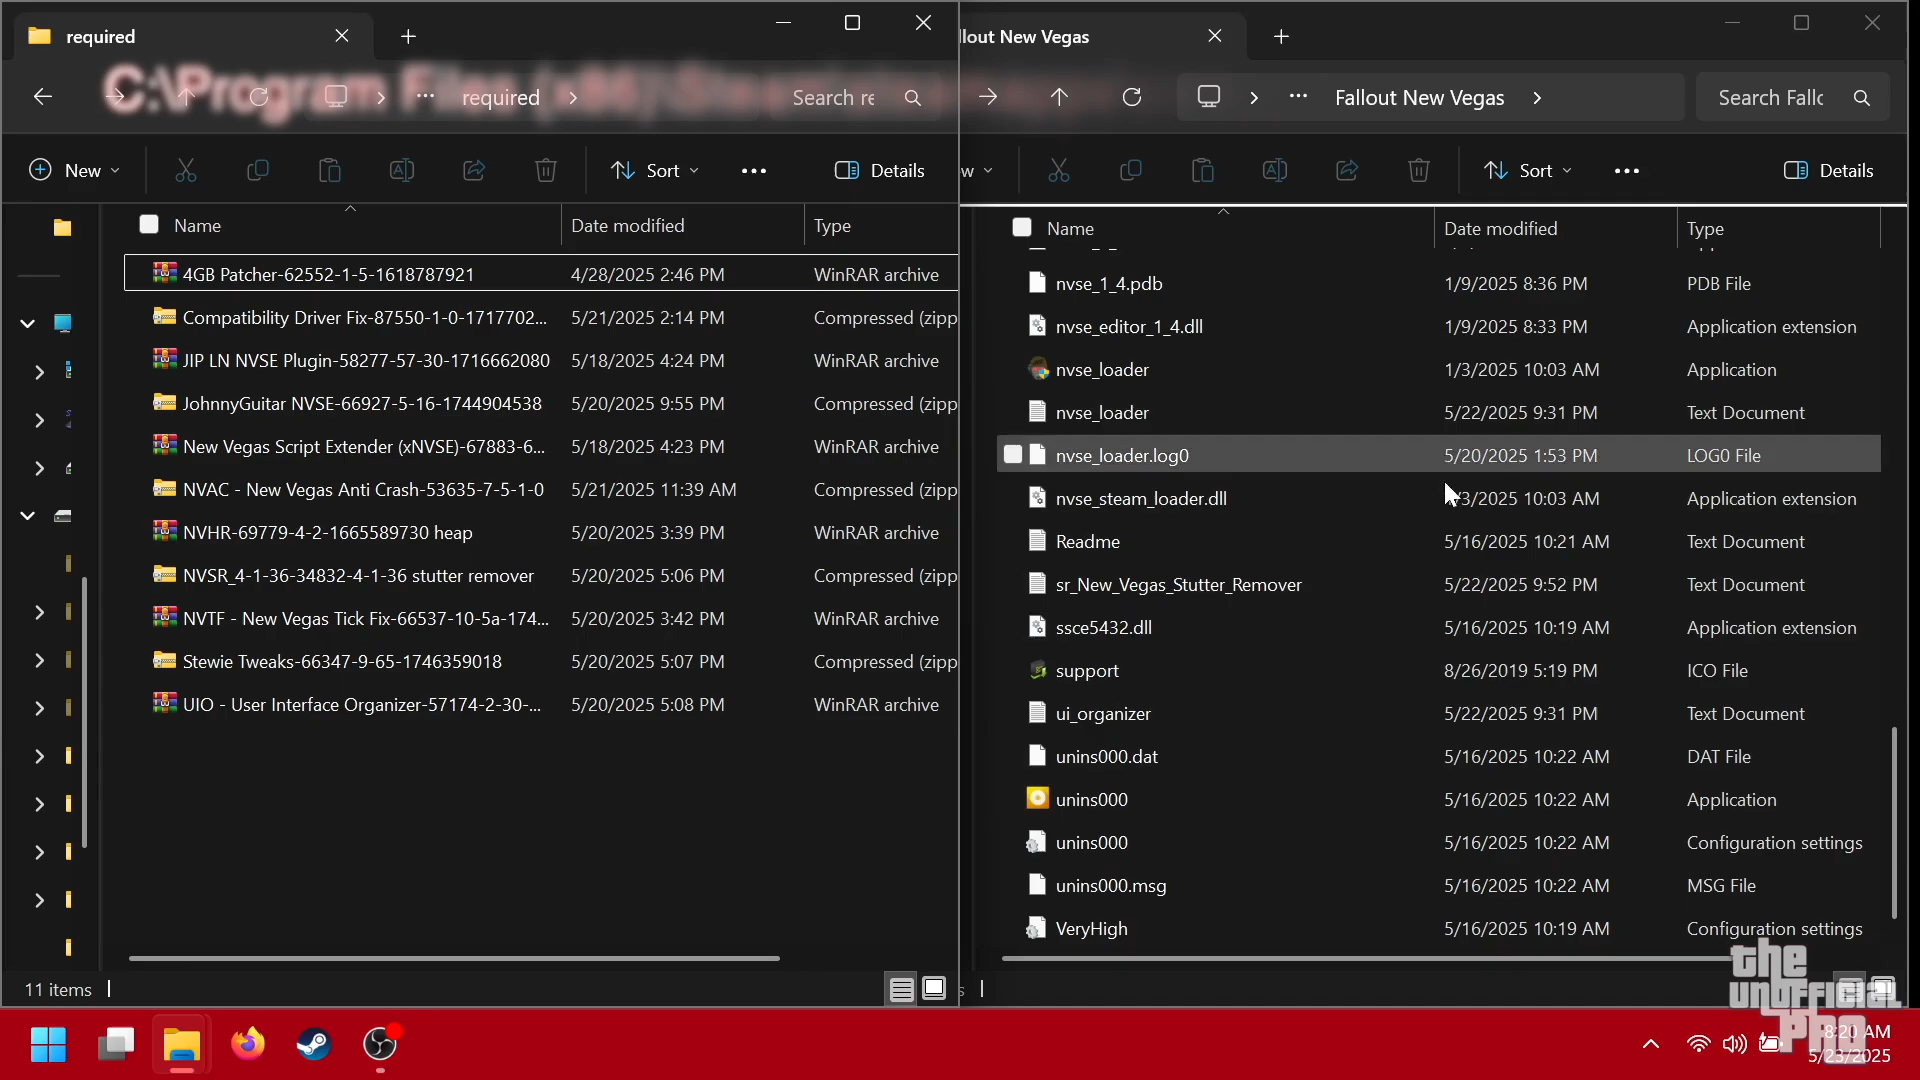 required
required
Search re
New
Sort
Details
Name Date modified Type
4GB Patcher-62552-1-5-1618787921 4/28/2025 2:46 PM WinRAR archive
Compatibility Driver Fix-87550-1-0-1717702... 5/21/2025 2:14 PM Compressed (zipp
JIP LN NVSE Plugin-58277-57-30-1716662080 5/18/2025 4:24 PM WinRAR archive
JohnnyGuitar NVSE-66927-5-16-1744904538 5/20/2025 9:55 PM Compressed (zipp
New Vegas Script Extender (xNVSE)-67883-6... 5/18/2025 4:23 PM WinRAR archive
NVAC - New Vegas Anti Crash-53635-7-5-1-0 5/21/2025 11:39 AM Compressed (zipp
NVHR-69779-4-2-1665589730 heap 5/20/2025 3:39 PM WinRAR archive
NVSR_4-1-36-34832-4-1-36 stutter remover 5/20/2025 5:06 PM Compressed (zipp
NVTF - New Vegas Tick Fix-66537-10-5a-174... 5/20/2025 3:42 PM WinRAR archive
Stewie Tweaks-66347-9-65-1746359018 5/20/2025 5:07 PM Compressed (zipp
UIO - User Interface Organizer-57174-2-30-... 5/20/2025 5:08 PM WinRAR archive
11 items
llout New Vegas
Fallout New Vegas
Search Fallc
w
Sort
Details
Name Date modified Type
nvse_1_4.pdb 1/9/2025 8:36 PM PDB File
nvse_editor_1_4.dll 1/9/2025 8:33 PM Application extension
nvse_loader 1/3/2025 10:03 AM Application
nvse_loader 5/22/2025 9:31 PM Text Document
nvse_loader.log0 5/20/2025 1:53 PM LOG0 File
nvse_steam_loader.dll /3/2025 10:03 AM Application extension
Readme 5/16/2025 10:21 AM Text Document
sr_New_Vegas_Stutter_Remover 5/22/2025 9:52 PM Text Document
ssce5432.dll 5/16/2025 10:19 AM Application extension
support 8/26/2019 5:19 PM ICO File
ui_organizer 5/22/2025 9:31 PM Text Document
unins000.dat 5/16/2025 10:22 AM DAT File
unins000 5/16/2025 10:22 AM Application
unins000 5/16/2025 10:22 AM Configuration settings
unins000.msg 5/16/2025 10:22 AM MSG File
VeryHigh 5/16/2025 10:19 AM Configuration settings
s
the
unofficial
PHD
8:20 AM
5/23/2025